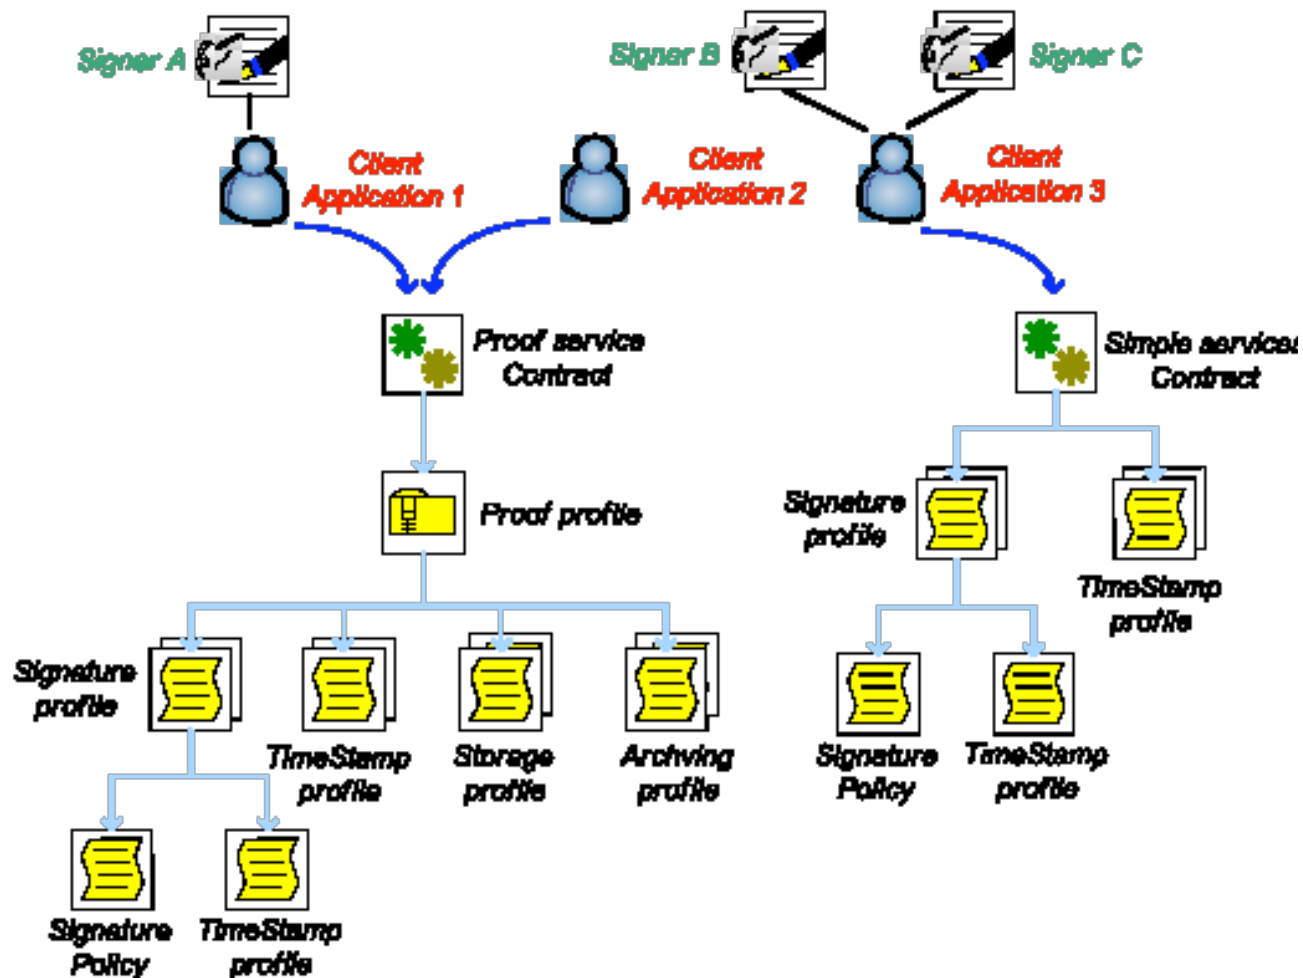 Signer A
Signer B
Signer C
Client
Application 1
Client
Application 2
Client
Application 3
Proof service
Contract
Simple services
Contract
Proof profile
Signature
profile
TimeStamp
profile
Signature
profile
TimeStamp
profile
Storage
profile
Archving
profile
Signature
Policy
TimeStamp
profile
Signature
Policy
TimeStamp
profile